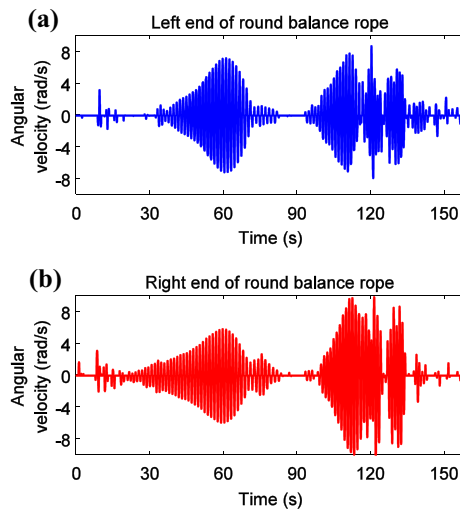 (a)
Left end of round balance rope
Angular
velocity (rad/s)
8
4
0
-4
-8
0 30 60 90 120 150
Time (s)
(b)
Right end of round balance rope
Angular
velocity (rad/s)
8
4
0
-4
-8
0 30 60 90 120 150
Time (s)